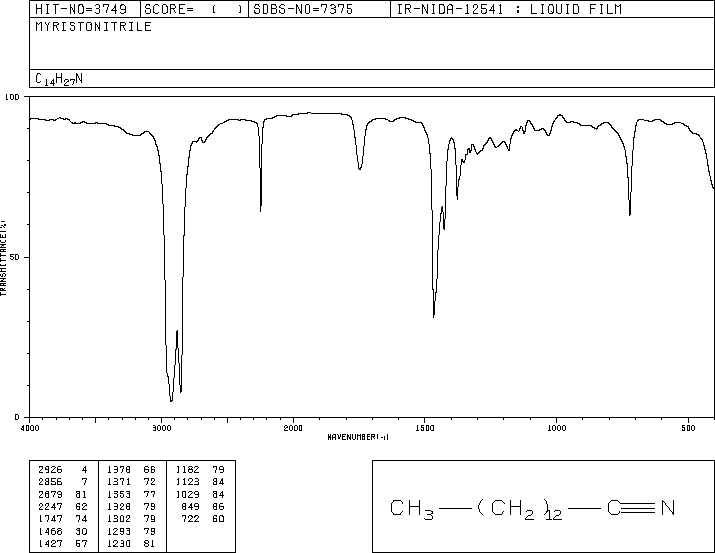 HIT-NO=3749 SCORE= ( ) SDBS-NO=7375 IR-NIDA-12541 : LIQUID FILM
MYRISTONITRILE
C14H27N
100
TRANSMITTANCE(%)
50
0
4000 3000 2000 1500 1000 500
WAVENUMBER(-1)
2926 4 1378 66 1182 79
2856 7 1371 72 1123 84
2679 81 1353 77 1029 84
2247 62 1328 79 849 86
1747 74 1302 79 722 60
1466 30 1293 79
1427 57 1230 81
CH3—(CH2)12—C≡N